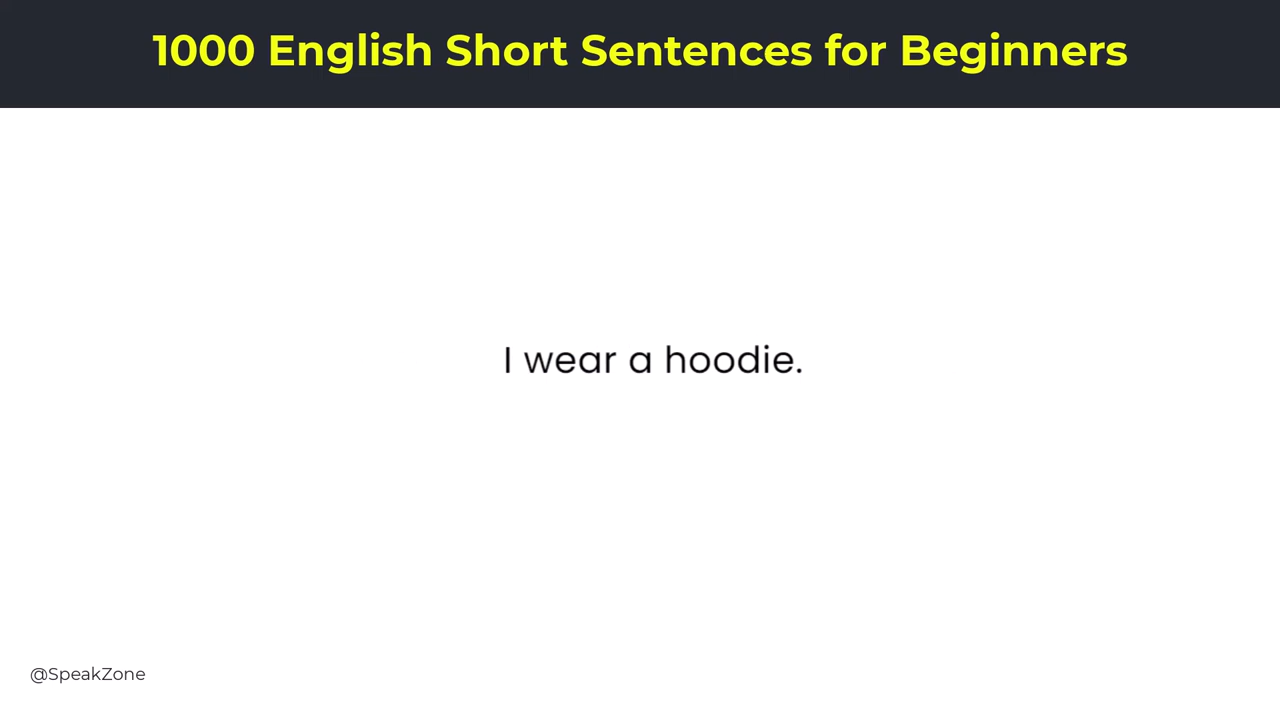 1000 English Short Sentences for Beginners
I wear a hoodie.
@SpeakZone